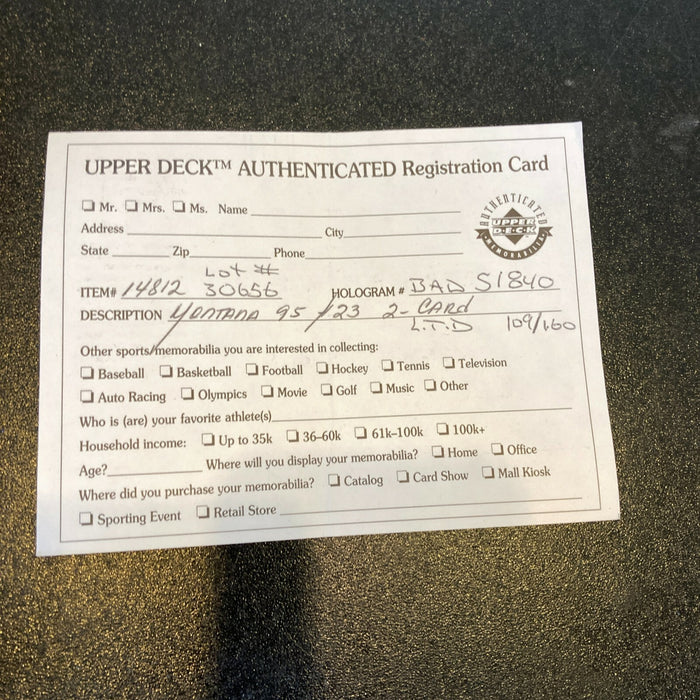 UPPER DECK™ AUTHENTICATED Registration Card
Mr. Mrs. Ms. Name
Address City
State Zip Phone
AUTHENTICATED
UPPER
D.E.C.K
MEMORABILIA
Lot #
ITEM# 14812 30656 HOLOGRAM # BAD 51840
DESCRIPTION MONTANA 95 /23 2- CARd
L.T.D 109/160
Other sports/memorabilia you are interested in collecting:
Baseball Basketball Football Hockey Tennis Television
Auto Racing Olympics Movie Golf Music Other
Who is (are) your favorite athlete(s)
Household income: Up to 35k 36–60k 61k–100k 100k+
Age? Where will you display your memorabilia? Home Office
Where did you purchase your memorabilia? Catalog Card Show Mall Kiosk
Sporting Event Retail Store